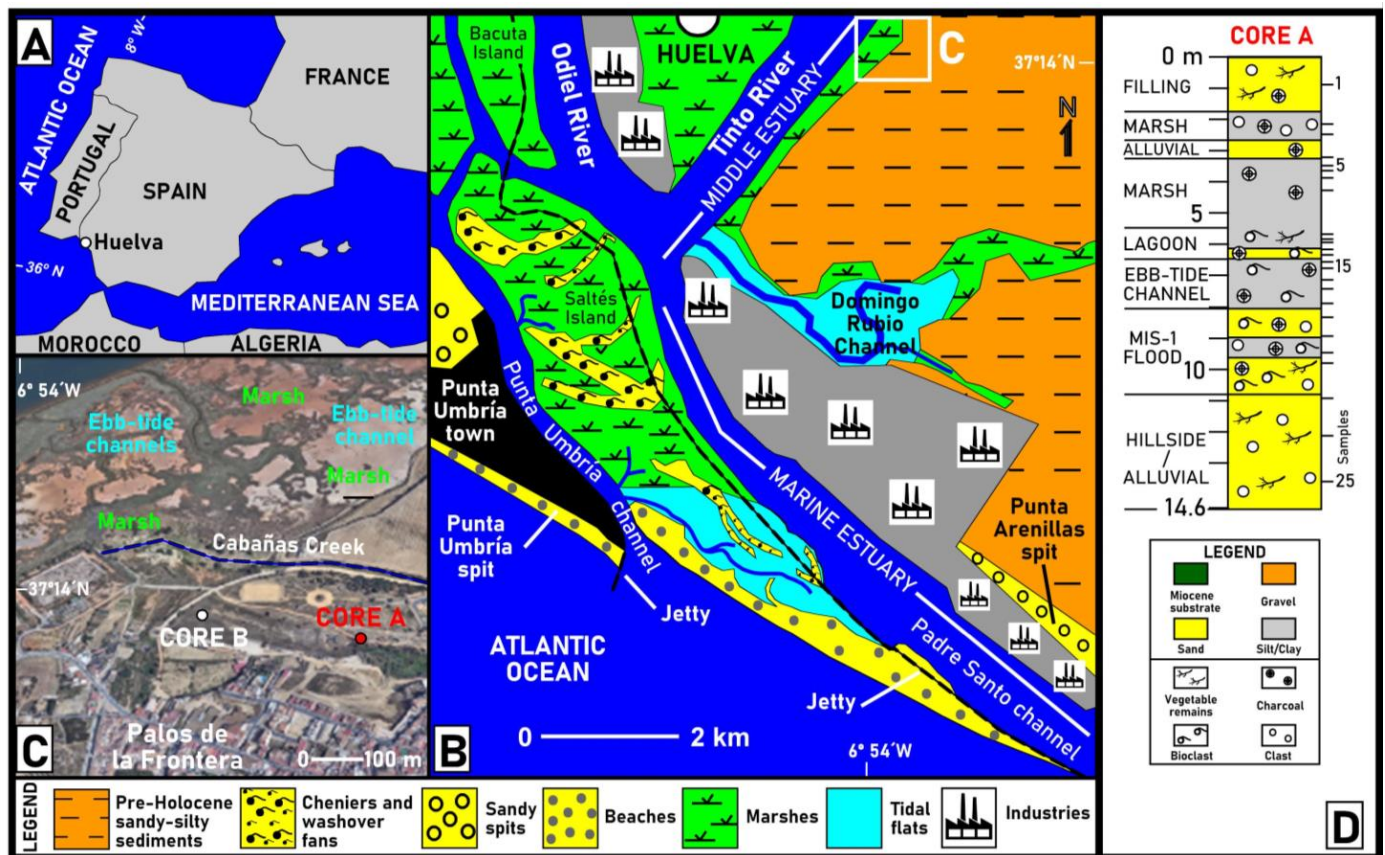 A
8° W
ATLANTIC OCEAN
FRANCE
PORTUGAL
SPAIN
Huelva
36° N
MEDITERRANEAN SEA
MOROCCO
ALGERIA
B
Bacuta
Island
Odiel River
HUELVA
Tinto River
MIDDLE ESTUARY
C
37°14´N
N
Saltés
Island
Domingo
Rubio
Channel
Punta
Umbría
town
Punta Umbría channel
MARINE ESTUARY
Punta
Arenillas
spit
Punta
Umbría
spit
Jetty
ATLANTIC
OCEAN
Jetty
Padre Santo channel
0 2 km
6° 54´W
C
6° 54´W
Marsh
Ebb-tide
channels
Ebb-tide
channel
Marsh
Marsh
Cabañas Creek
37°14´N
CORE B
CORE A
Palos de
la Frontera
0 100 m
D
CORE A
0 m
FILLING
1
MARSH
ALLUVIAL
5
MARSH
5
LAGOON
15
EBB-TIDE
CHANNEL
MIS-1
FLOOD
10
HILLSIDE
ALLUVIAL
Samples
25
14.6
LEGEND
Miocene
substrate
Gravel
Sand
Silt/Clay
Vegetable
remains
Charcoal
Bioclast
Clast
LEGEND
Pre-Holocene
sandy-silty
sediments
Cheniers and
washover
fans
Sandy
spits
Beaches
Marshes
Tidal
flats
Industries